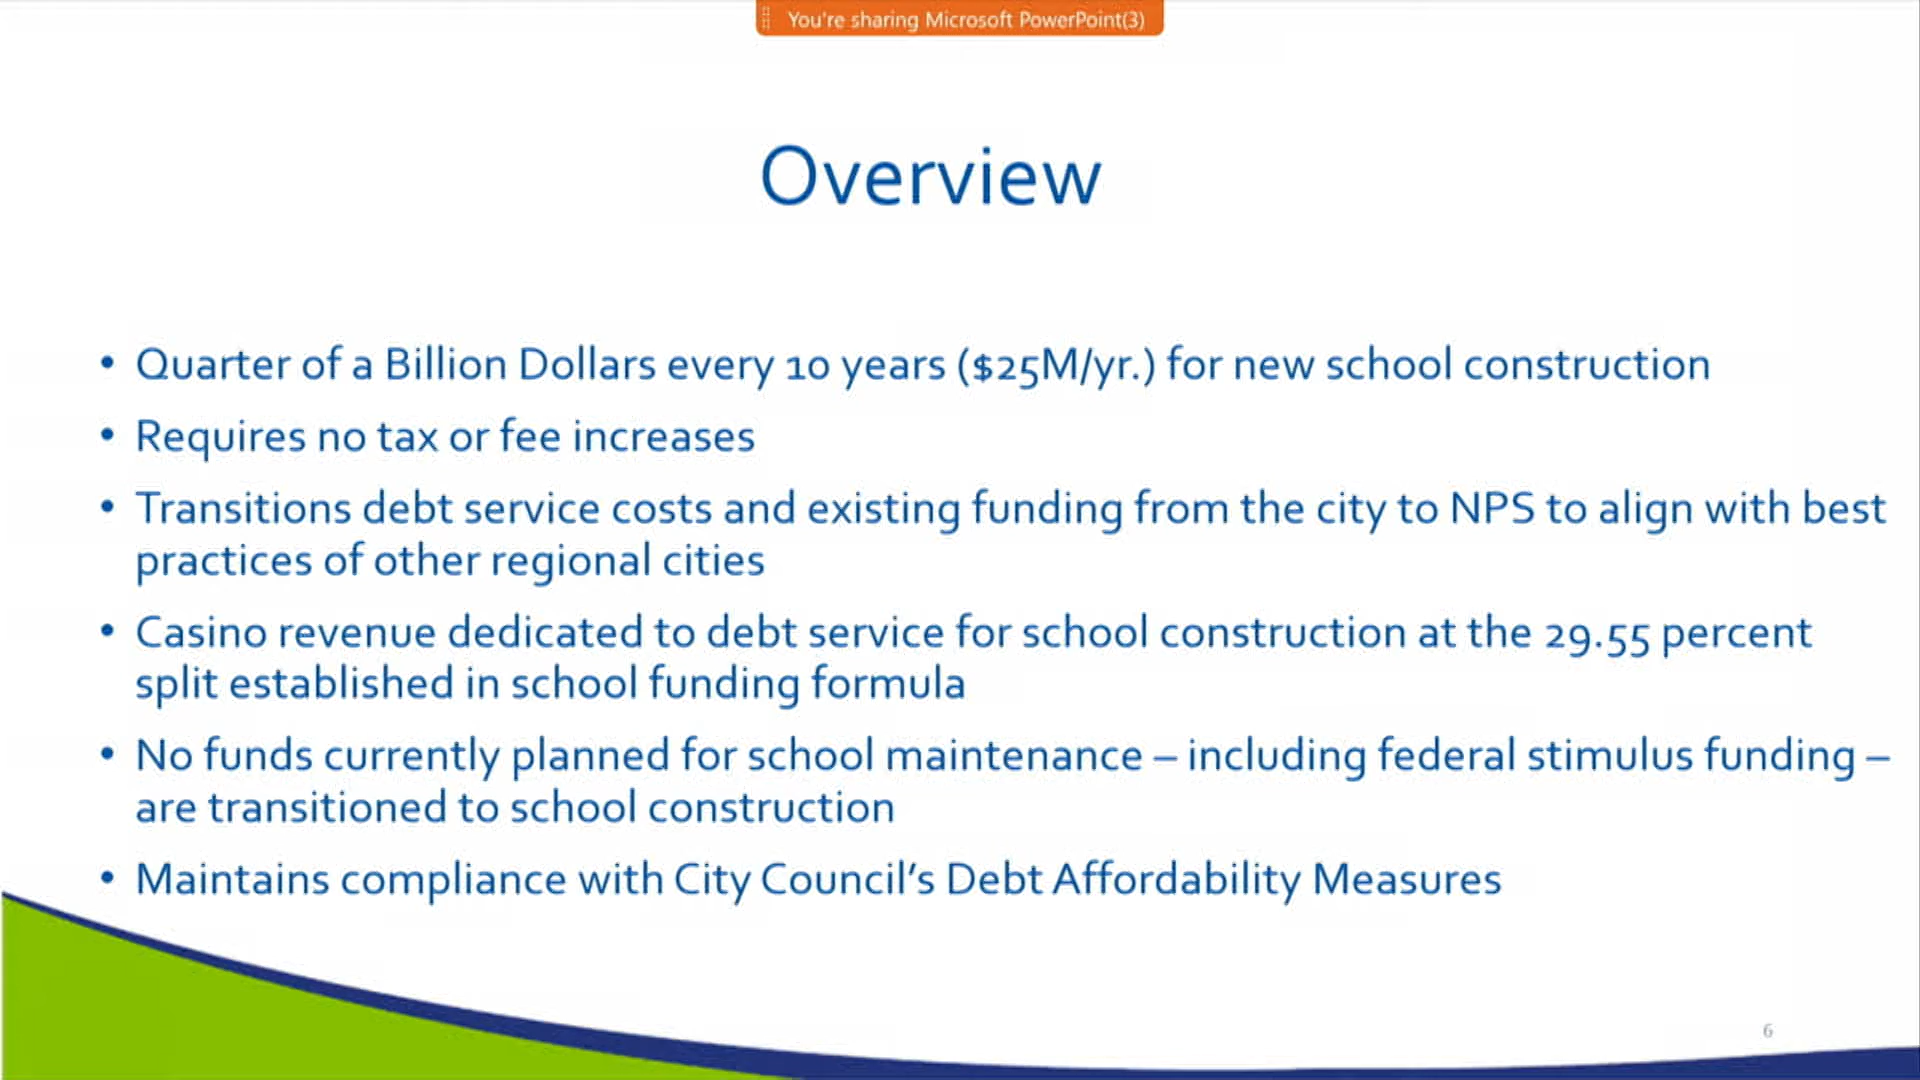 You're sharing Microsoft PowerPoint(3)
Overview
• Quarter of a Billion Dollars every 10 years ($25M/yr.) for new school construction
• Requires no tax or fee increases
• Transitions debt service costs and existing funding from the city to NPS to align with best
practices of other regional cities
• Casino revenue dedicated to debt service for school construction at the 29.55 percent
split established in school funding formula
• No funds currently planned for school maintenance – including federal stimulus funding –
are transitioned to school construction
• Maintains compliance with City Council’s Debt Affordability Measures
6